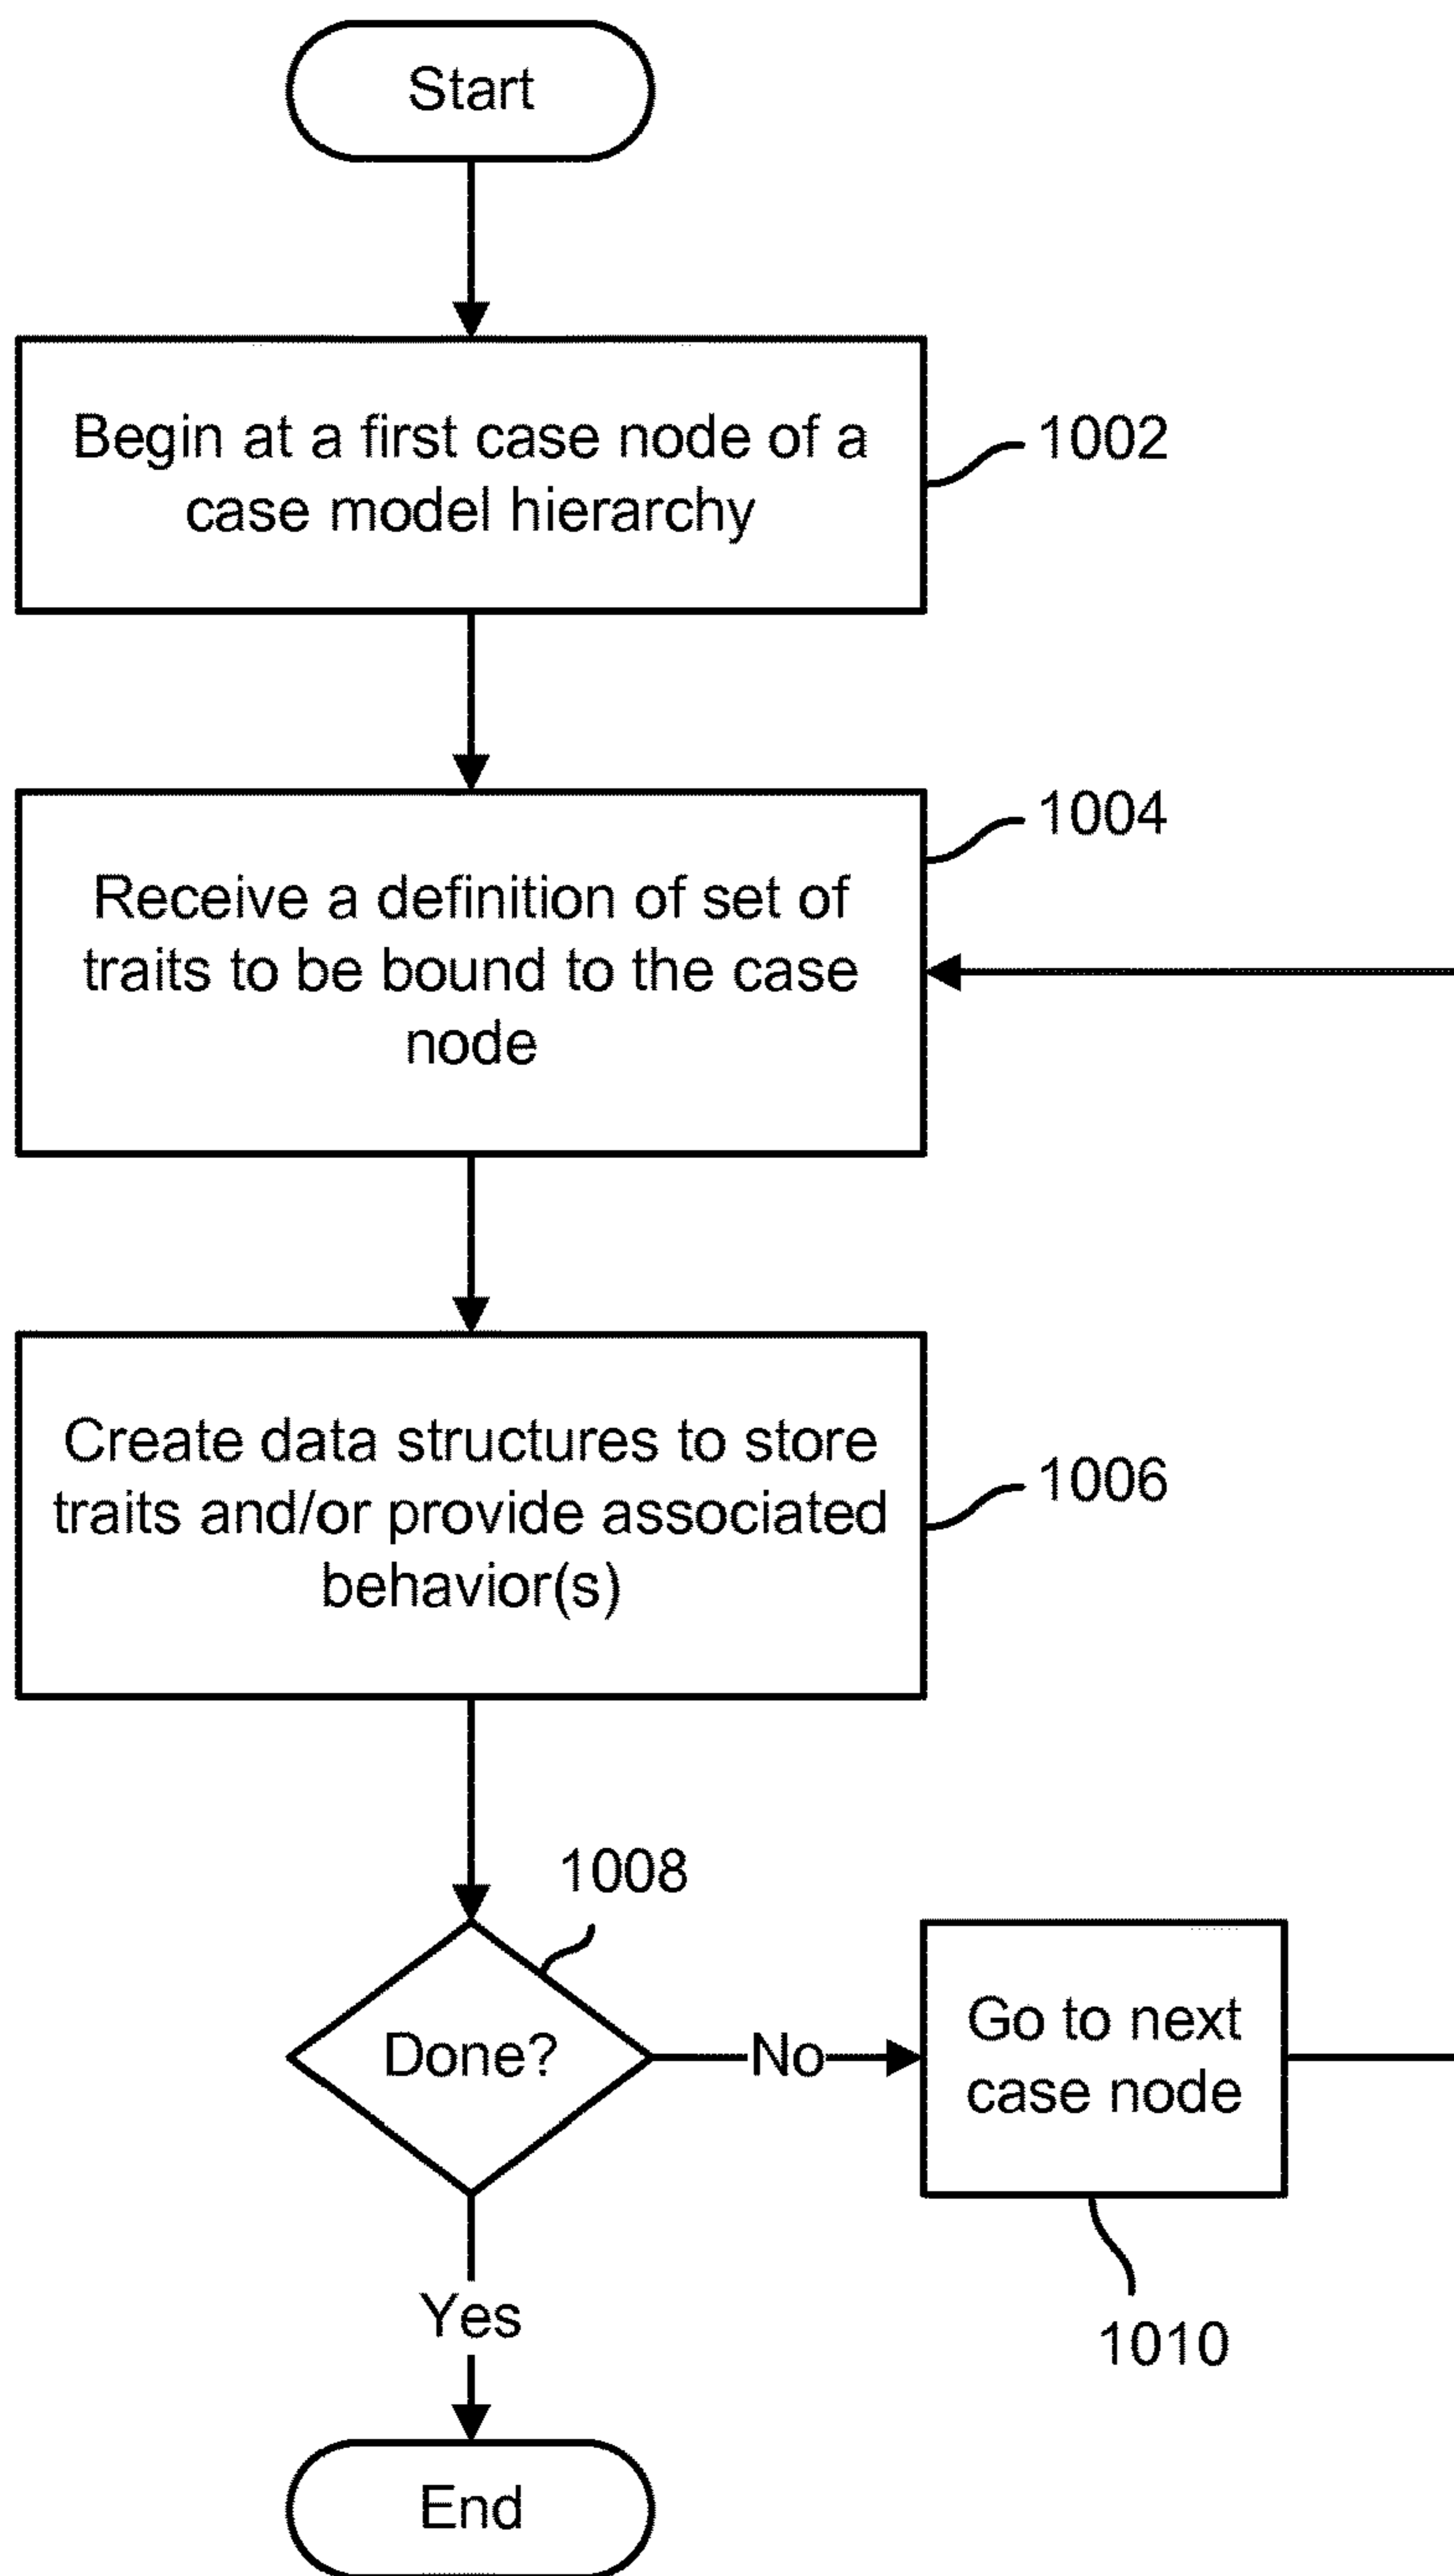 Start
Begin at a first case node of a
case model hierarchy
1002
1004
Receive a definition of set of
traits to be bound to the case
node
Create data structures to store
traits and/or provide associated
behavior(s)
1006
1008
Done?
No
Go to next
case node
Yes
1010
End